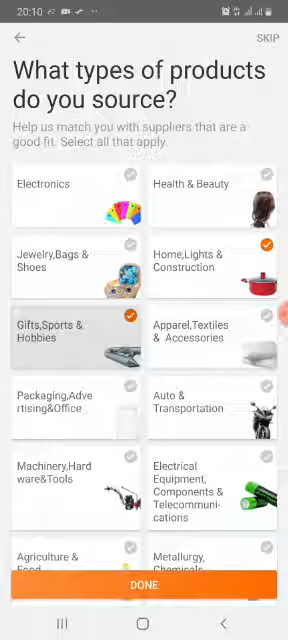 20:10
SKIP
What types of products
do you source?
Help us match you with suppliers that are a
good fit. Select all that apply.
Electronics
Health & Beauty
Jewelry,Bags &
Shoes
Home,Lights &
Construction
Gifts,Sports &
Hobbies
Apparel,Textiles
& Accessories
Packaging,Adve
rtising&Office
Auto &
Transportation
Machinery,Hard
ware&Tools
Electrical
Equipment,
Components &
Telecommuni-
cations
Agriculture &
Food
Metallurgy,
Chemicals
DONE